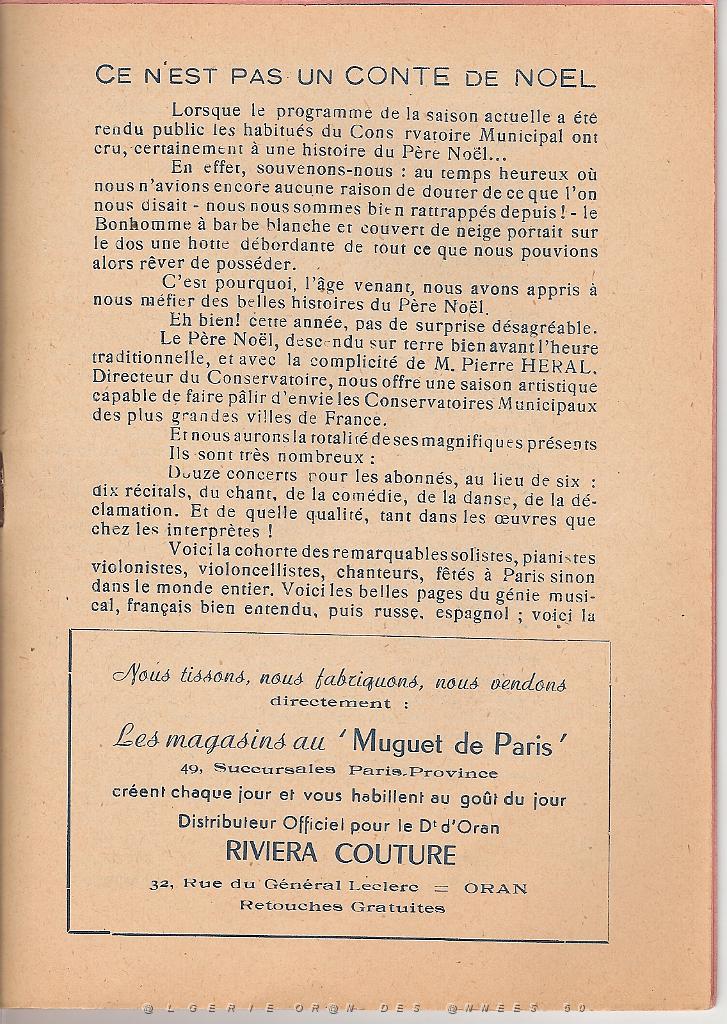 CE N'EST PAS UN CONTE DE NOEL
Lorsque le programme de la saison actuelle a été
rendu public les habitués du Cons rvatoire Municipal ont
cru, certainement à une histoire du Père Noël...
En effet, souvenons-nous : au temps heureux où
nous n'avions encore aucune raison de douter de ce que l'on
nous disait - nous nous sommes bien rattrappés depuis ! - le
Bonhomme à barbe blanche et couvert de neige portait sur
le dos une hotte débordante de tout ce que nous pouvions
alors rêver de posséder.
C'est pourquoi, l'âge venant, nous avons appris à
nous méfier des belles histoires du Père Noël.
Eh bien! cette année, pas de surprise désagréable.
Le Père Noël, descendu sur terre bien avant l'heure
traditionnelle, et avec la complicité de M. Pierre HERAL,
Directeur du Conservatoire, nous offre une saison artistique
capable de faire pâlir d'envie les Conservatoires Municipaux
des plus grandes villes de France.
Et nous aurons la totalité de ses magnifiques présents
Ils sont très nombreux :
Douze concerts pour les abonnés, au lieu de six :
dix récitals, du chant, de la comédie, de la danse, de la dé-
clamation. Et de quelle qualité, tant dans les œuvres que
chez les interprètes !
Voici la cohorte des remarquables solistes, pianistes
violonistes, violoncellistes, chanteurs, fêtés à Paris sinon
dans le monde entier. Voici les belles pages du génie musi-
cal, français bien entendu, puis russe, espagnol ; voici la
Nous tissons, nous fabriquons, nous vendons
directement :
Les magasins au ' Muguet de Paris '
49, Succursales Paris-Province
créent chaque jour et vous habillent au goût du jour
Distributeur Officiel pour le Dt d'Oran
RIVIERA COUTURE
32, Rue du Général Leclerc = ORAN
Retouches Gratuites
@LGERIE OR@N DES @NNEES 50